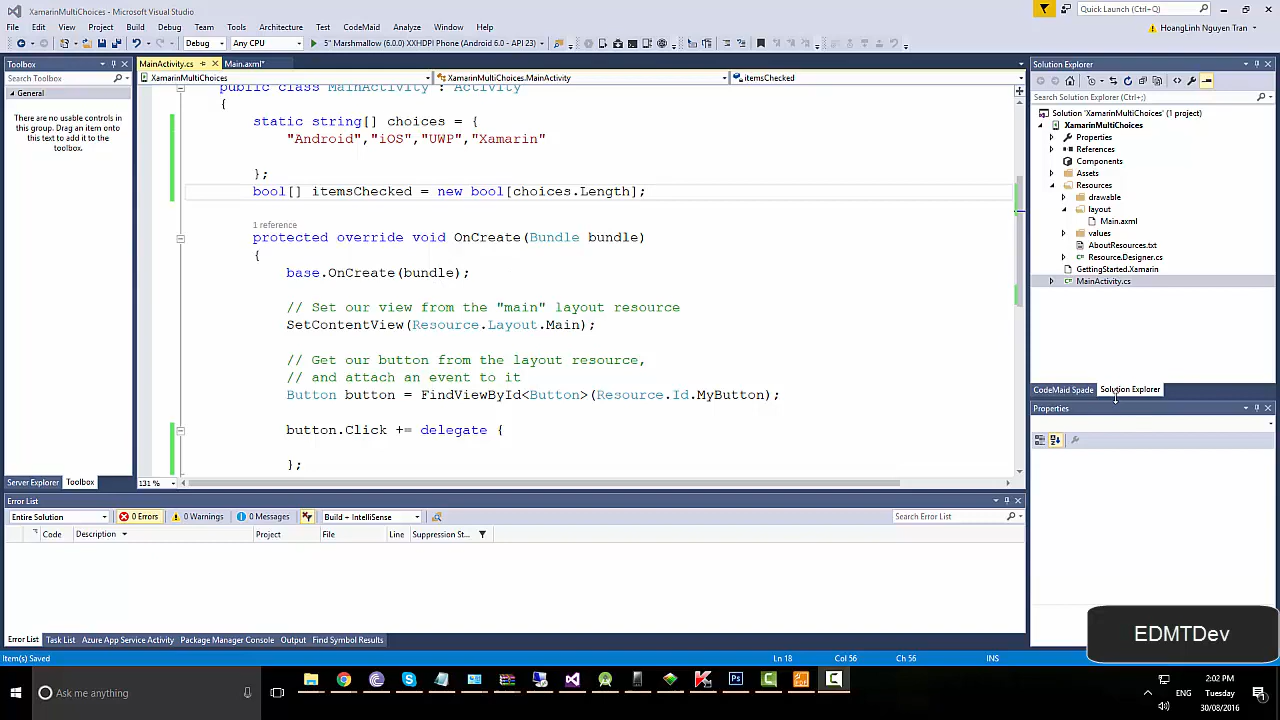 XamarinMultiChoices - Microsoft Visual Studio
Quick Launch (Ctrl+Q)
File Edit View Project Build Debug Team Tools Architecture Test CodeMaid Analyze Window Help
HoangLinh Nguyen Tran
Debug Any CPU 5" Marshmallow (6.0.0) XXHDPI Phone (Android 6.0 - API 23)
Toolbox
MainActivity.cs Main.axml*
Solution Explorer
Search Toolbox
XamarinMultiChoices XamarinMultiChoices.MainActivity itemsChecked
General
There are no usable controls in
this group. Drag an item onto
this text to add it to the
toolbox.
public class MainActivity : Activity
{
static string[] choices = {
"Android","iOS","UWP","Xamarin"
};
bool[] itemsChecked = new bool[choices.Length];
1 reference
protected override void OnCreate(Bundle bundle)
{
base.OnCreate(bundle);
// Set our view from the "main" layout resource
SetContentView(Resource.Layout.Main);
// Get our button from the layout resource,
// and attach an event to it
Button button = FindViewById<Button>(Resource.Id.MyButton);
button.Click += delegate {
};
131 %
Search Solution Explorer (Ctrl+;)
Solution 'XamarinMultiChoices' (1 project)
XamarinMultiChoices
Properties
References
Components
Assets
Resources
drawable
layout
Main.axml
values
AboutResources.txt
Resource.Designer.cs
GettingStarted.Xamarin
MainActivity.cs
CodeMaid Spade Solution Explorer
Properties
Server Explorer Toolbox
Error List
Entire Solution 0 Errors 0 Warnings 0 Messages Build + IntelliSense Search Error List
Code Description Project File Line Suppression St...
Error List Task List Azure App Service Activity Package Manager Console Output Find Symbol Results
EDMTDev
Item(s) Saved Ln 18 Col 56 Ch 56 INS
Ask me anything
ENG
2:02 PM
Tuesday
30/08/2016